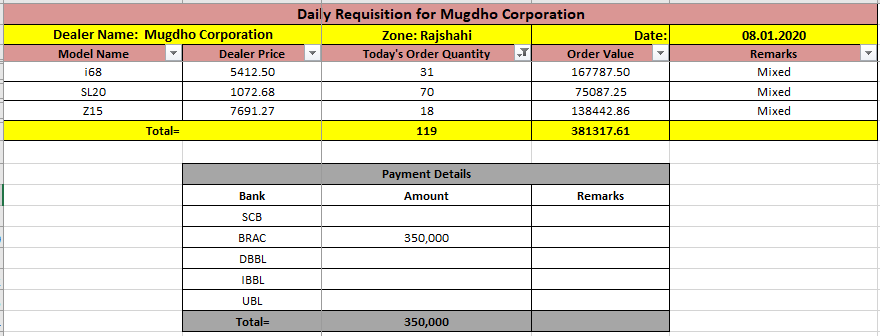 Daily Requisition for Mugdho Corporation
Dealer Name: Mugdho Corporation Zone: Rajshahi Date: 08.01.2020
Model Name Dealer Price Today's Order Quantity Order Value Remarks
i68 5412.50 31 167787.50 Mixed
SL20 1072.68 70 75087.25 Mixed
Z15 7691.27 18 138442.86 Mixed
Total= 119 381317.61
Payment Details
Bank Amount Remarks
SCB
BRAC 350,000
DBBL
IBBL
UBL
Total= 350,000